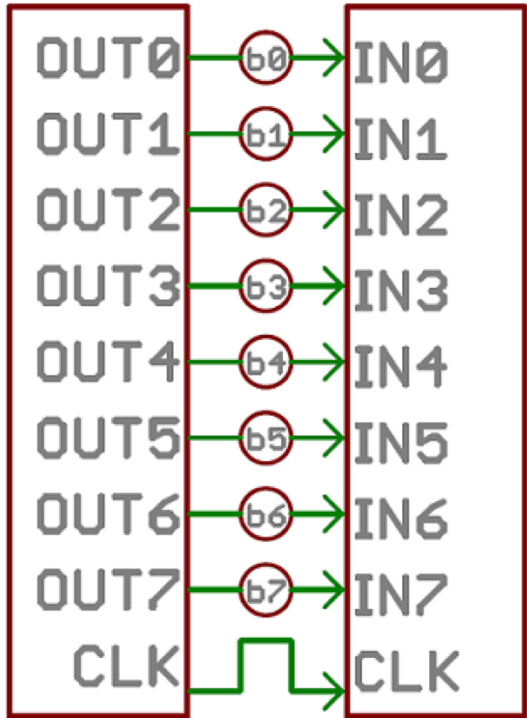 OUT0 b0 IN0
OUT1 b1 IN1
OUT2 b2 IN2
OUT3 b3 IN3
OUT4 b4 IN4
OUT5 b5 IN5
OUT6 b6 IN6
OUT7 b7 IN7
CLK CLK